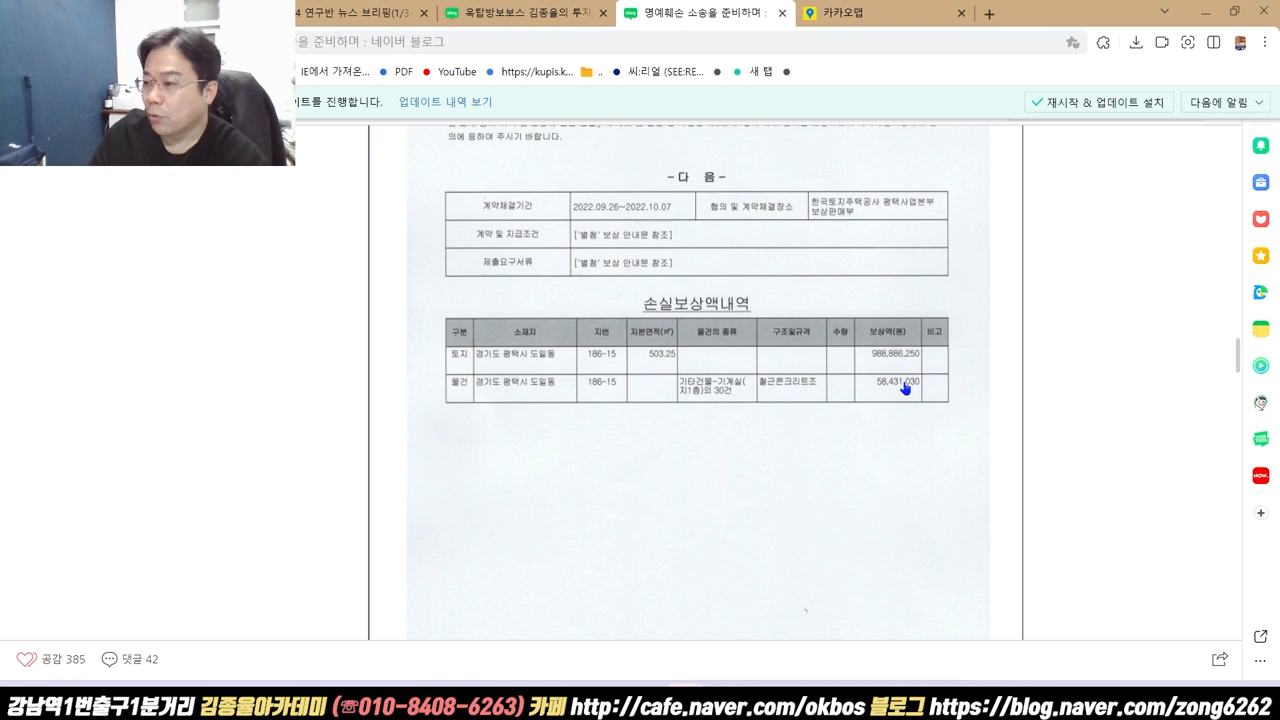 4 연구반 뉴스 브리핑(1/3
옥탑방보보스 김종율의 투자
명예훼손 소송을 준비하며 :
카카오맵
을 준비하며 : 네이버 블로그
IE에서 가져온...
PDF
YouTube
https://kupis.k...
..
씨:리얼 (SEE:RE...
새 탭
이트를 진행합니다.
업데이트 내역 보기
재시작 & 업데이트 설치
다음에 알림
의에 응하여 주시기 바랍니다.
- 다 음 -
계약체결기간 2022.09.26~2022.10.07 협의 및 계약체결장소 한국토지주택공사 평택사업본부
보상판매부
계약 및 지급조건 ['별첨' 보상 안내문 참조]
제출요구서류 ['별첨' 보상 안내문 참조]
손실보상액내역
구분 소재지 지번 지분면적(㎡) 물건의 종류 구조및규격 수량 보상액(원) 비고
토지 경기도 평택시 도일동 186-15 503.25 988,886,250
물건 경기도 평택시 도일동 186-15 기타건물-기계실( 철근콘크리트조 58,431,030
지1층)외 30건
NOW.
공감 385
댓글 42
강남역1번출구1분거리 김종율아카데미 (☏010-8408-6263) 카페 http://cafe.naver.com/okbos 블로그 https://blog.naver.com/zong6262